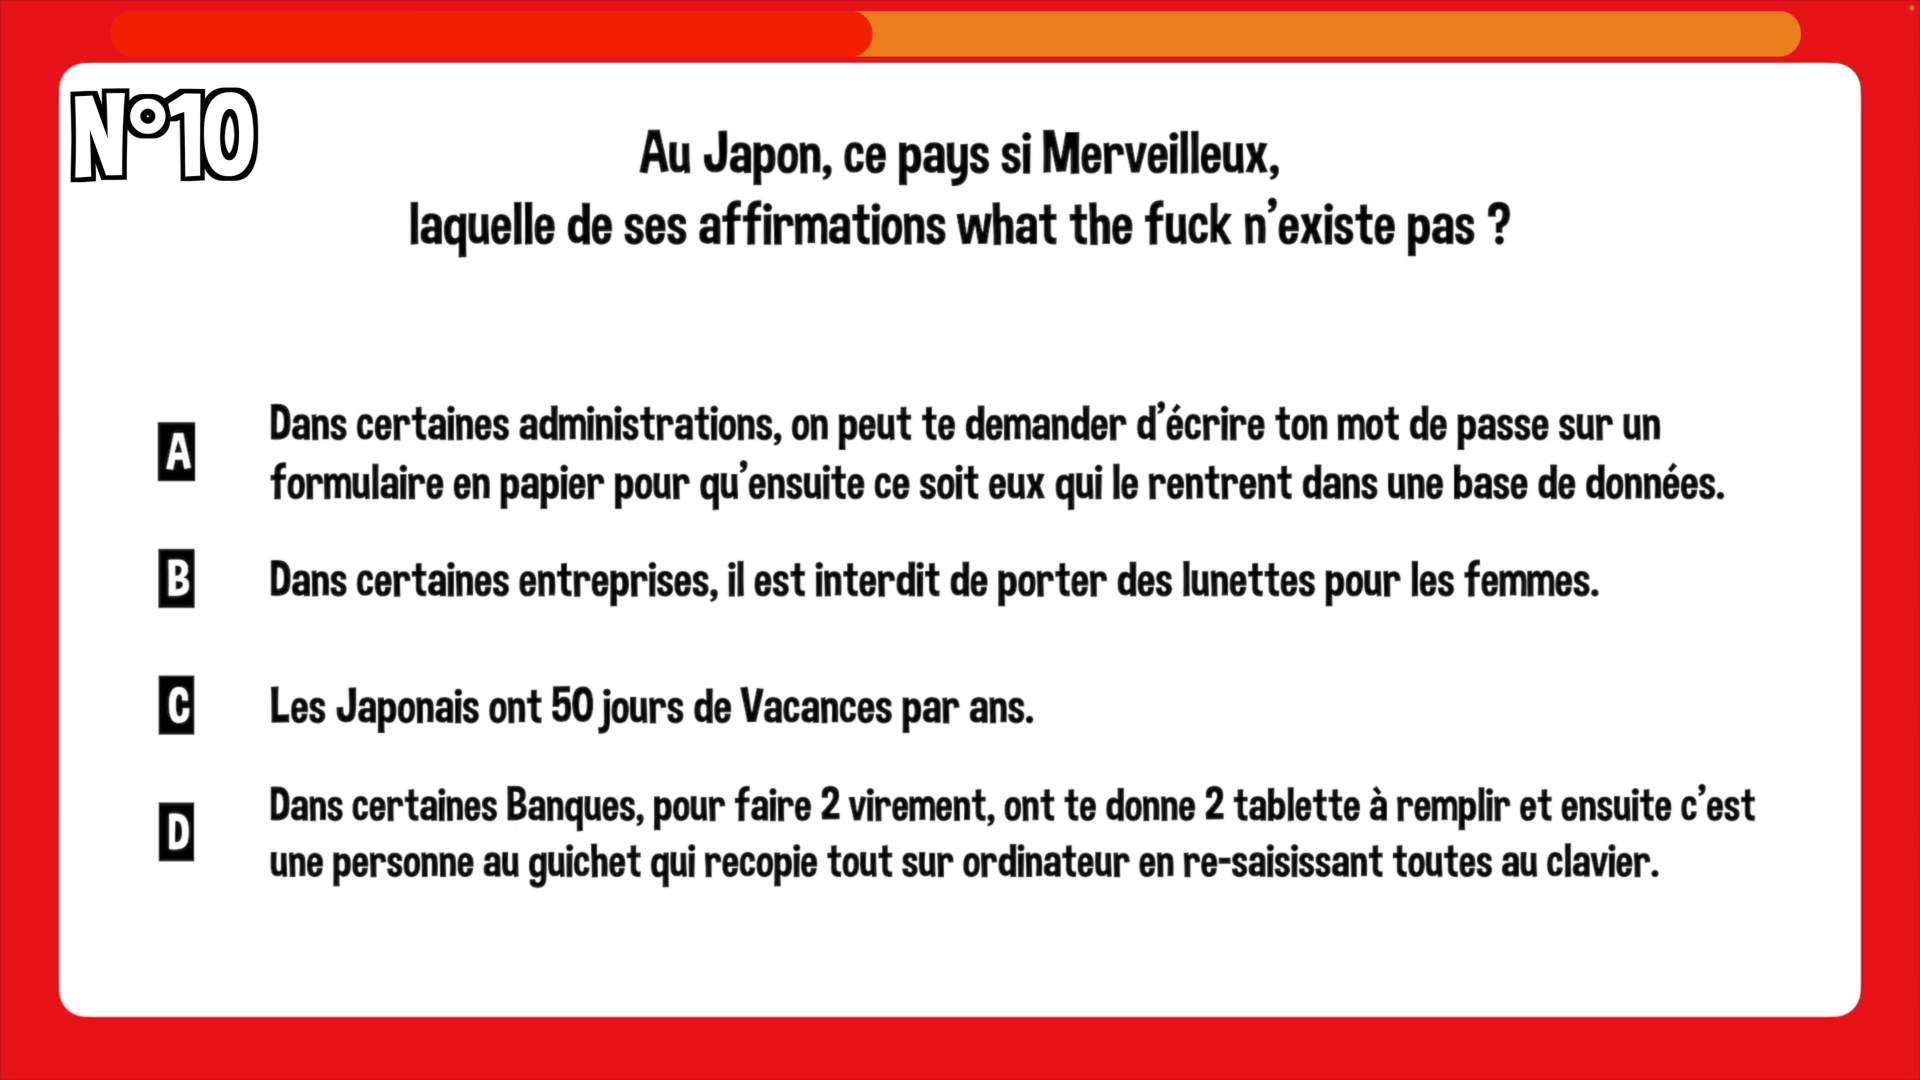 N°10
Au Japon, ce pays si Merveilleux,
laquelle de ses affirmations what the fuck n’existe pas ?
A
Dans certaines administrations, on peut te demander d’écrire ton mot de passe sur un
formulaire en papier pour qu’ensuite ce soit eux qui le rentrent dans une base de données.
B
Dans certaines entreprises, il est interdit de porter des lunettes pour les femmes.
C
Les Japonais ont 50 jours de Vacances par ans.
D
Dans certaines Banques, pour faire 2 virement, ont te donne 2 tablette à remplir et ensuite c’est
une personne au guichet qui recopie tout sur ordinateur en re-saisissant toutes au clavier.